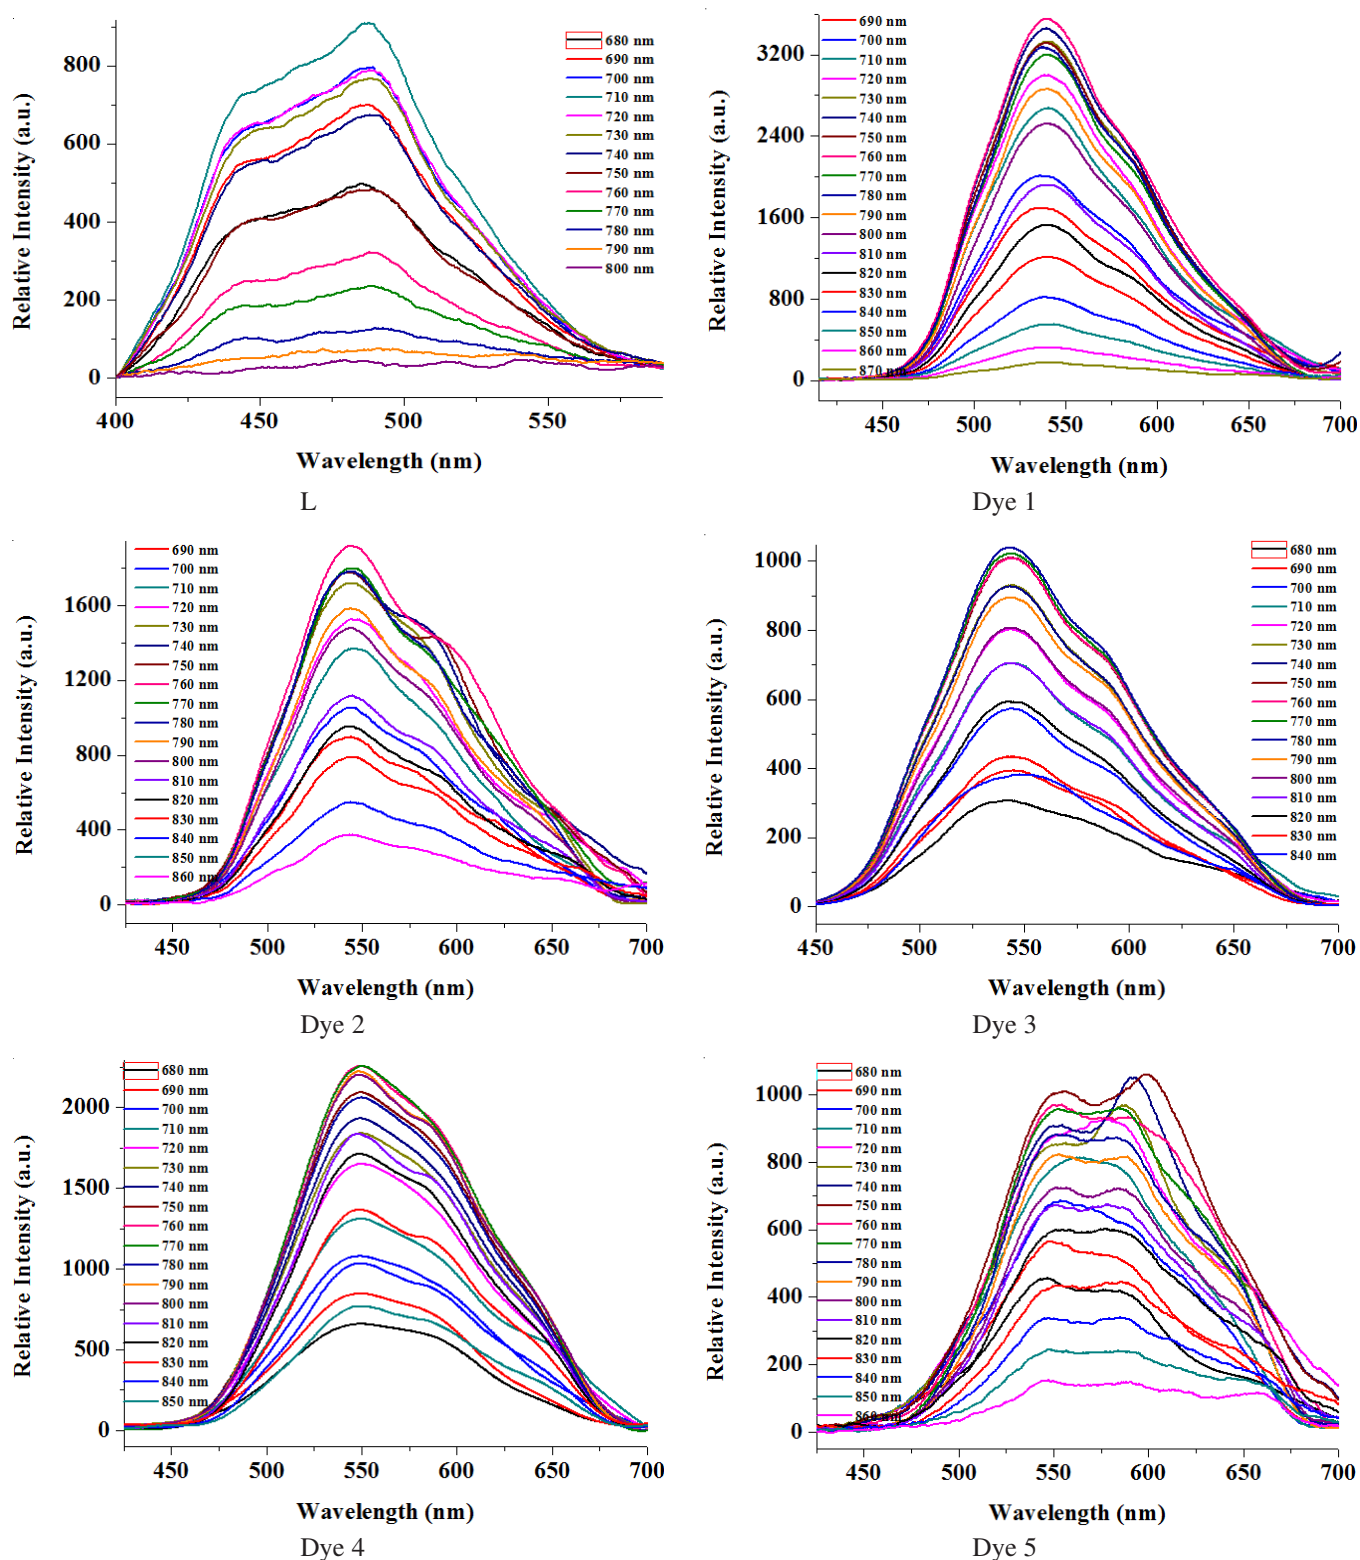 Relative Intensity (a.u.)
800
600
400
200
0
400
450
500
550
Wavelength (nm)
680 nm
690 nm
700 nm
710 nm
720 nm
730 nm
740 nm
750 nm
760 nm
770 nm
780 nm
790 nm
800 nm
L
Relative Intensity (a.u.)
3200
2400
1600
800
0
450
500
550
600
650
700
Wavelength (nm)
690 nm
700 nm
710 nm
720 nm
730 nm
740 nm
750 nm
760 nm
770 nm
780 nm
790 nm
800 nm
810 nm
820 nm
830 nm
840 nm
850 nm
860 nm
870 nm
Dye 1
Relative Intensity (a.u.)
1600
1200
800
400
0
450
500
550
600
650
700
Wavelength (nm)
690 nm
700 nm
710 nm
720 nm
730 nm
740 nm
750 nm
760 nm
770 nm
780 nm
790 nm
800 nm
810 nm
820 nm
830 nm
840 nm
850 nm
860 nm
Dye 2
Relative Intensity (a.u.)
1000
800
600
400
200
0
450
500
550
600
650
700
Wavelength (nm)
680 nm
690 nm
700 nm
710 nm
720 nm
730 nm
740 nm
750 nm
760 nm
770 nm
780 nm
790 nm
800 nm
810 nm
820 nm
830 nm
840 nm
Dye 3
Relative Intensity (a.u.)
2000
1500
1000
500
0
450
500
550
600
650
700
Wavelength (nm)
680 nm
690 nm
700 nm
710 nm
720 nm
730 nm
740 nm
750 nm
760 nm
770 nm
780 nm
790 nm
800 nm
810 nm
820 nm
830 nm
840 nm
850 nm
Dye 4
Relative Intensity (a.u.)
1000
800
600
400
200
0
450
500
550
600
650
700
Wavelength (nm)
680 nm
690 nm
700 nm
710 nm
720 nm
730 nm
740 nm
750 nm
760 nm
770 nm
780 nm
790 nm
800 nm
810 nm
820 nm
830 nm
840 nm
850 nm
860 nm
Dye 5